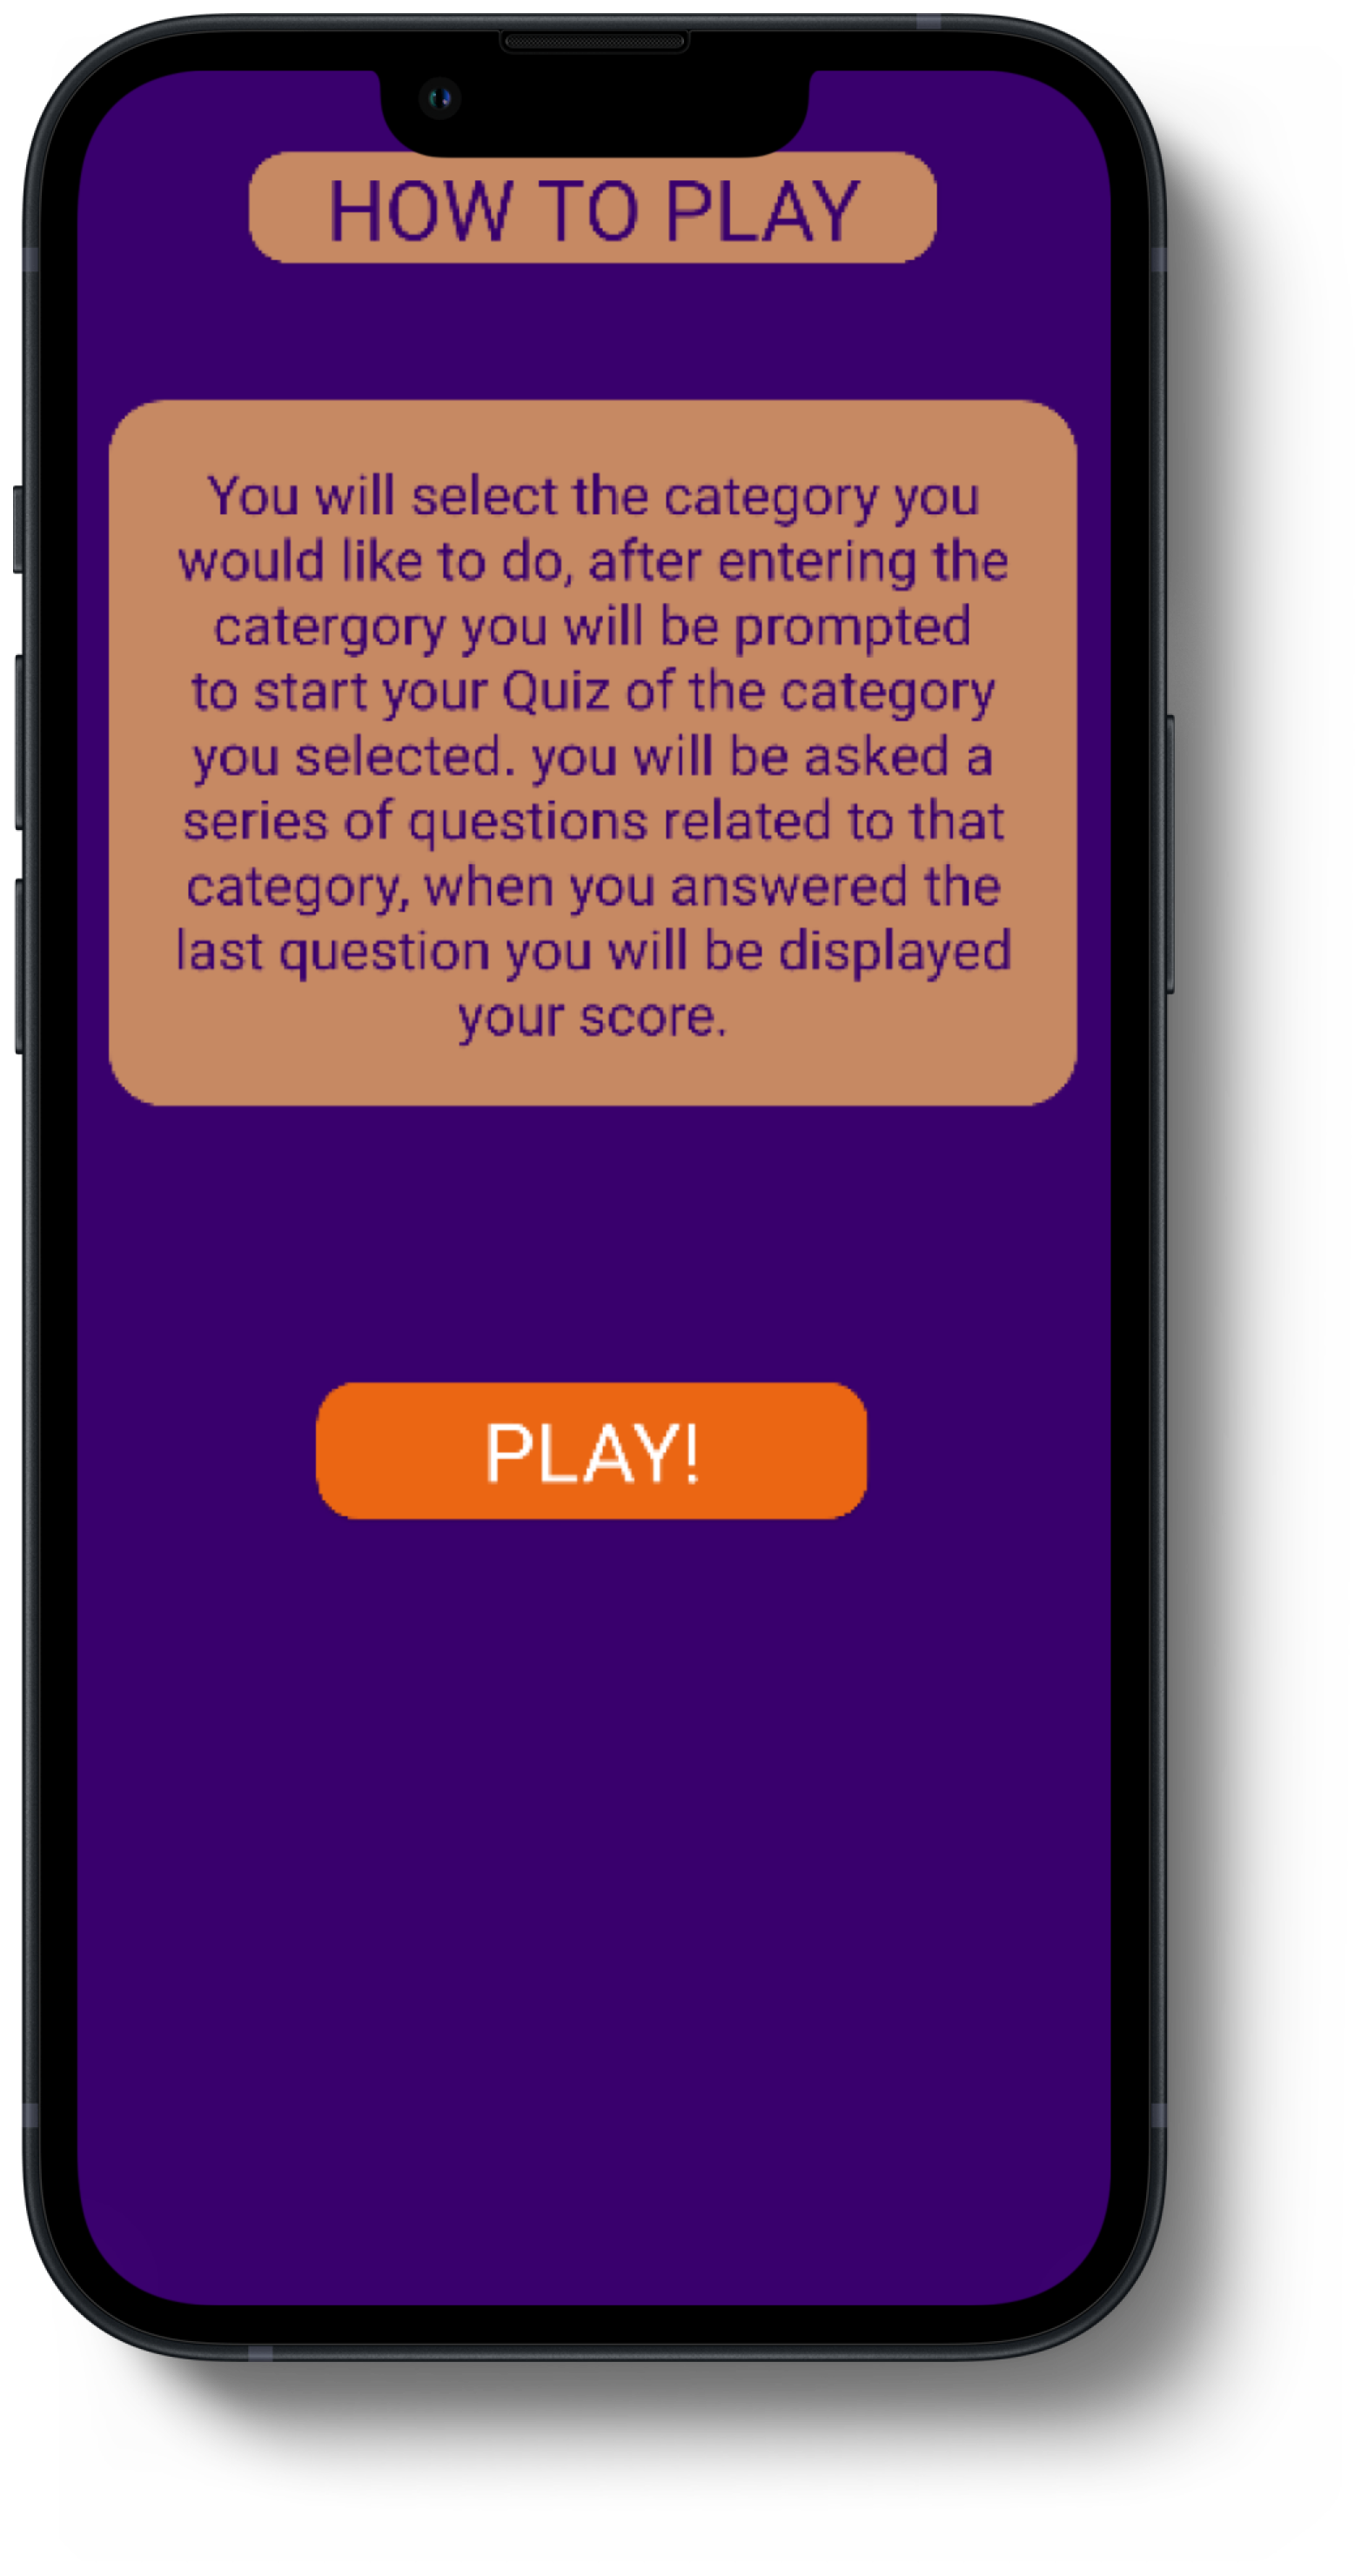 HOW TO PLAY
You will select the category you
would like to do, after entering the
catergory you will be prompted
to start your Quiz of the category
you selected. you will be asked a
series of questions related to that
category, when you answered the
last question you will be displayed
your score.
PLAY!